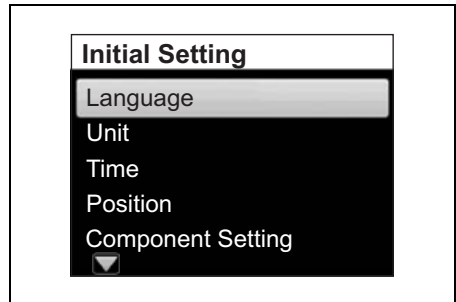 Initial Setting
Language
Unit
Time
Position
Component Setting